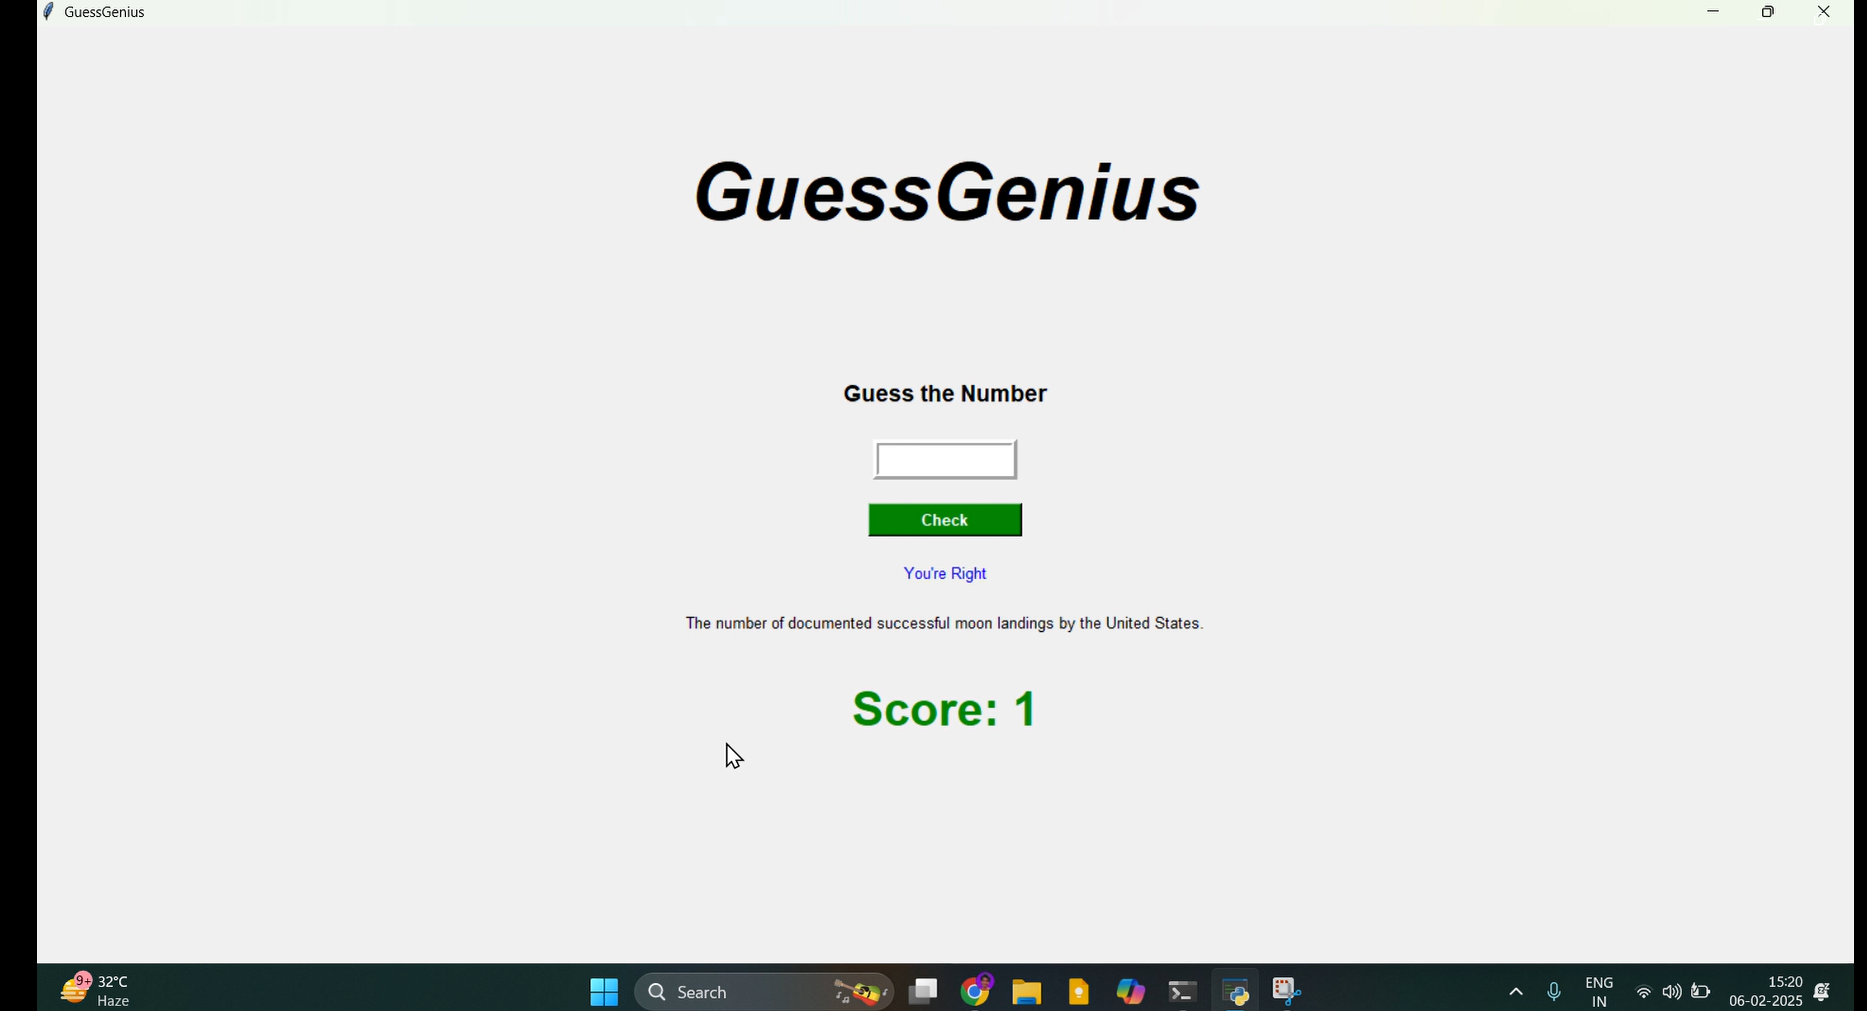 GuessGenius
GuessGenius
Guess the Number
Check
You're Right
The number of documented successful moon landings by the United States.
Score: 1
9+
32°C
Haze
Search
ENG
IN
15:20
06-02-2025